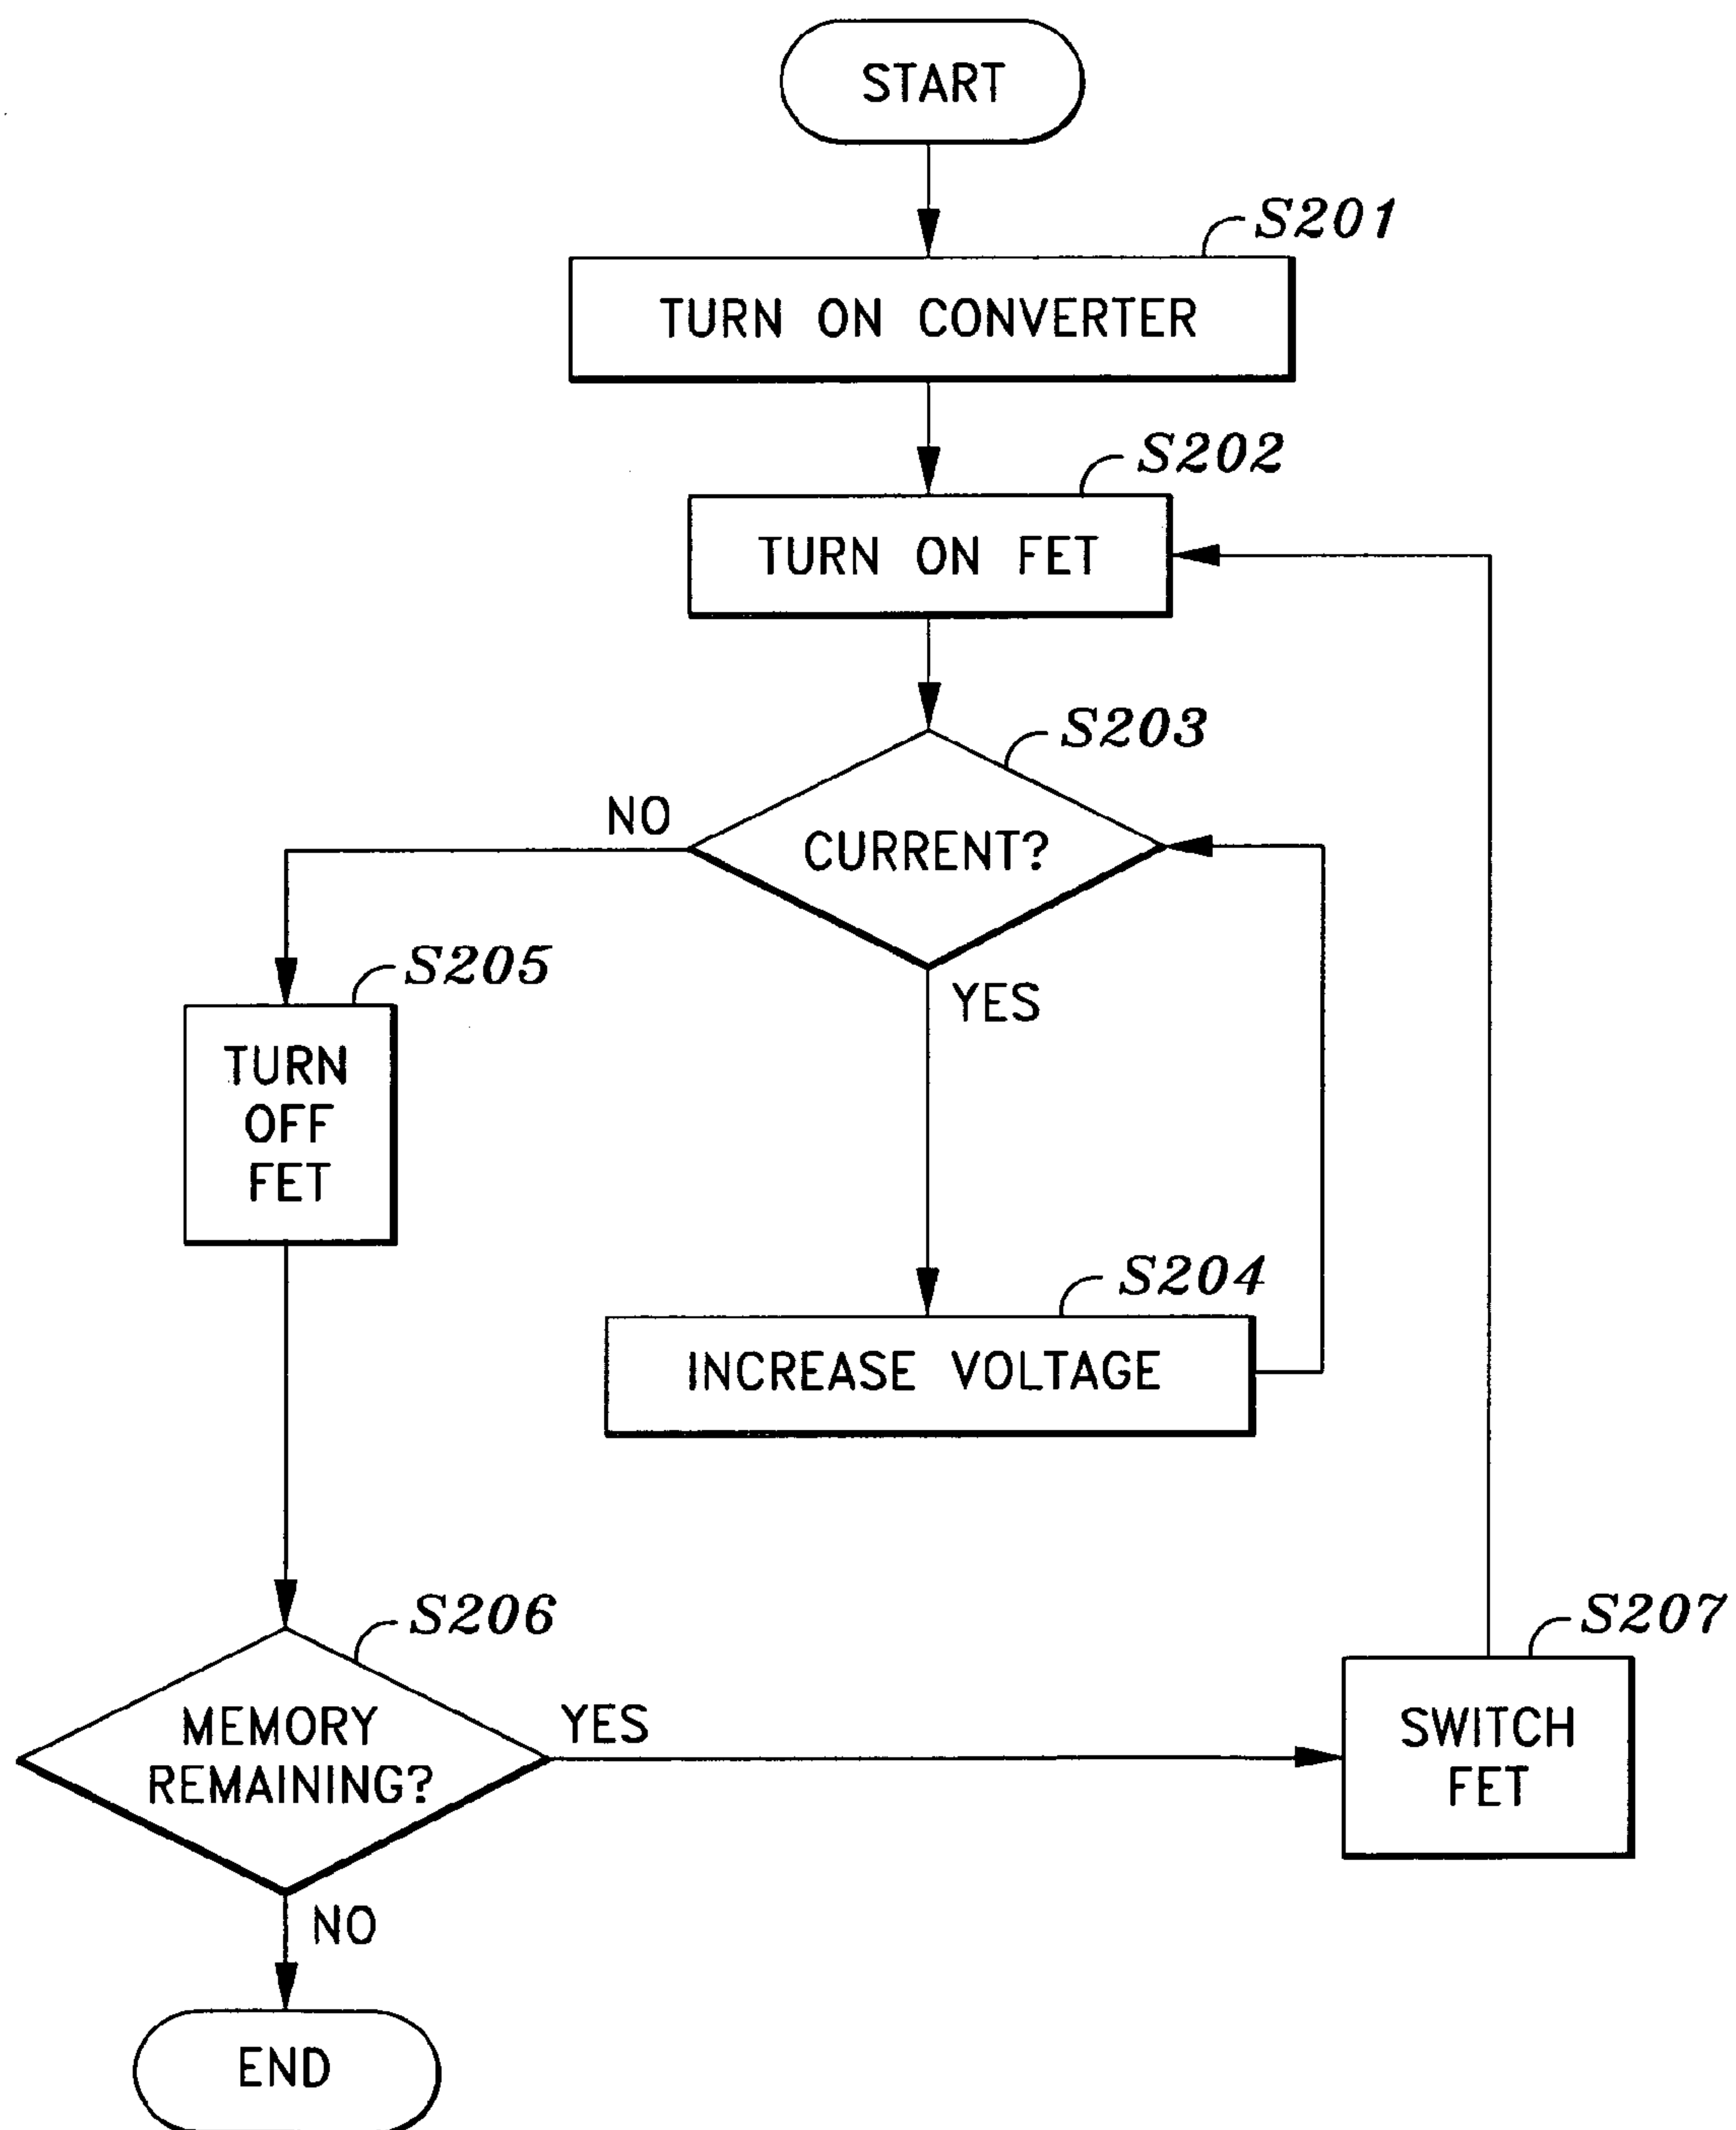 START
S201
TURN ON CONVERTER
S202
TURN ON FET
S203
CURRENT?
NO
YES
S205
TURN
OFF
FET
S204
INCREASE VOLTAGE
S206
MEMORY
REMAINING?
YES
S207
SWITCH
FET
NO
END